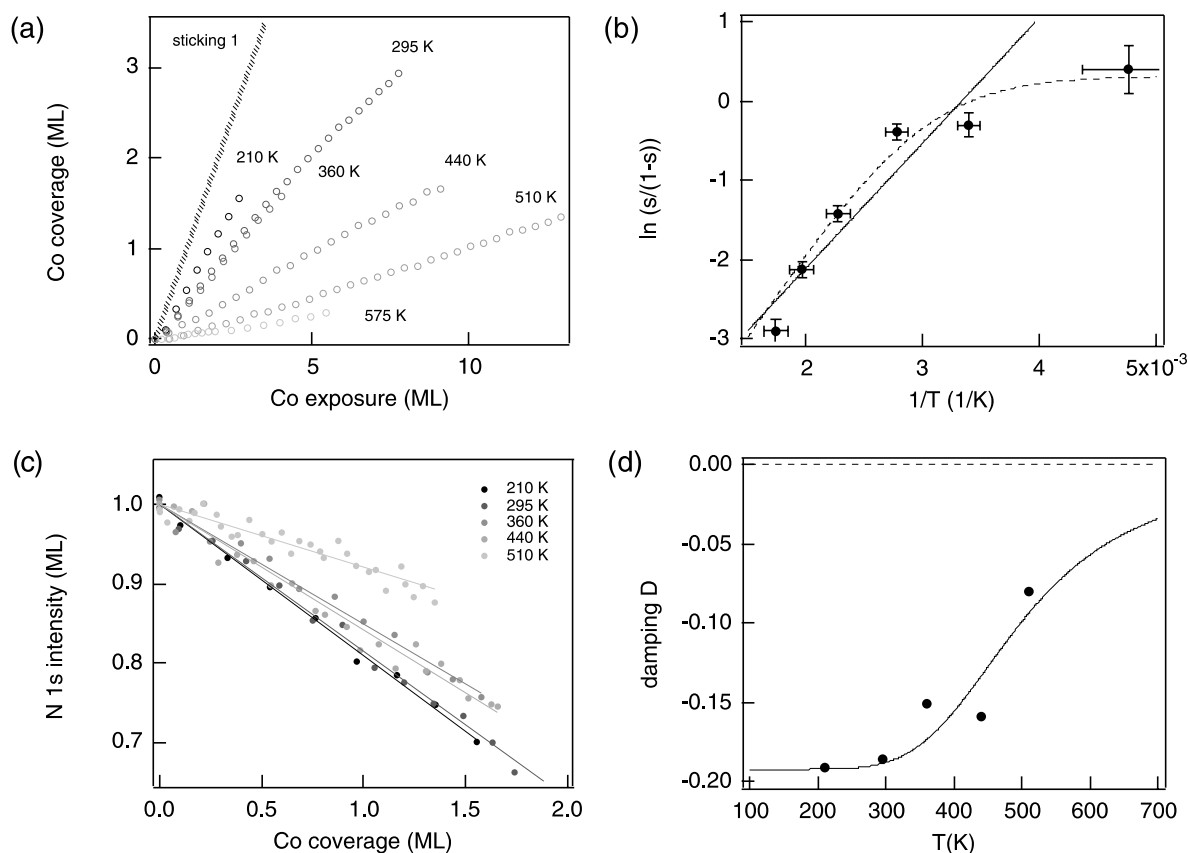 (a)
sticking 1
295 K
210 K
360 K
440 K
510 K
575 K
3
2
1
0
0
5
10
Co coverage (ML)
Co exposure (ML)
(b)
1
0
-1
-2
-3
2
3
4
5x10⁻³
ln (s/(1-s))
1/T (1/K)
(c)
210 K
295 K
360 K
440 K
510 K
1.0
0.9
0.8
0.7
0.0
0.5
1.0
1.5
2.0
N 1s intensity (ML)
Co coverage (ML)
(d)
0.00
-0.05
-0.10
-0.15
-0.20
100
200
300
400
500
600
700
damping D
T(K)